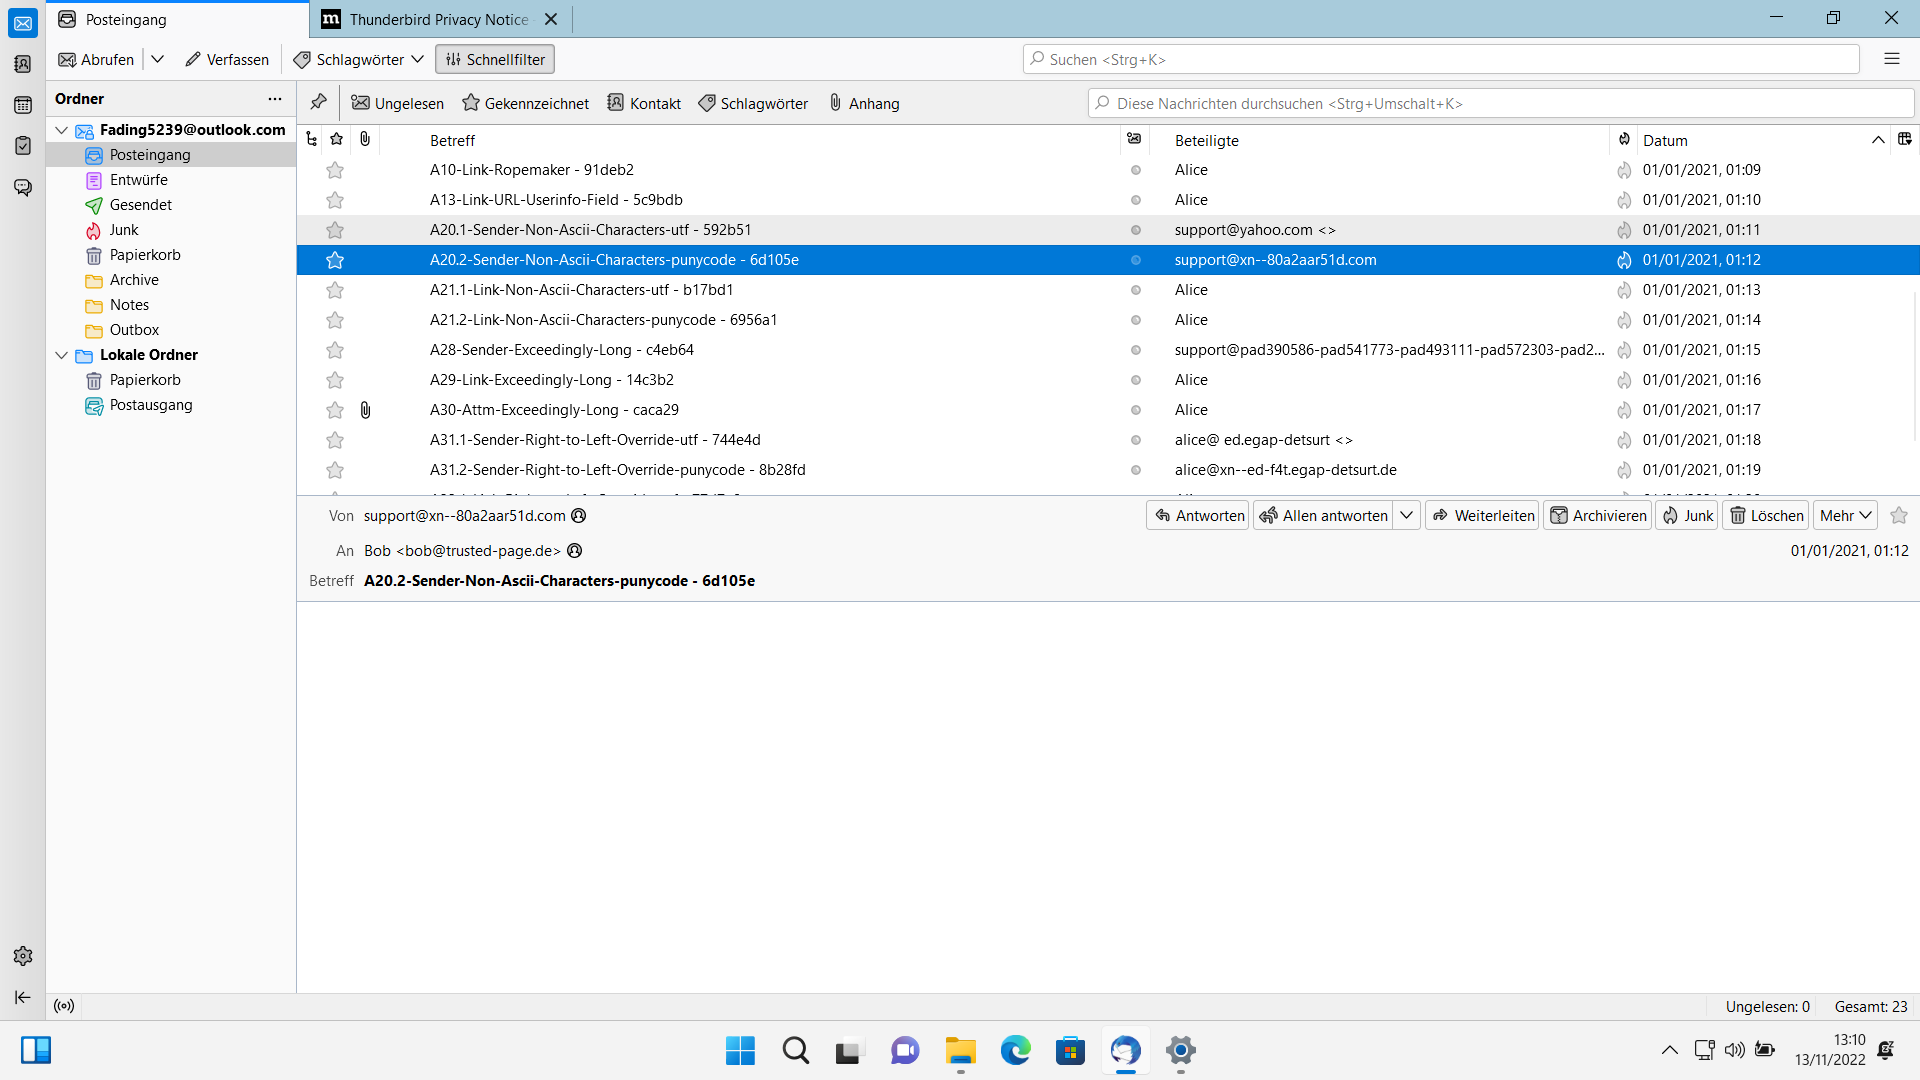 Posteingang
Thunderbird Privacy Notice
Abrufen
Verfassen
Schlagwörter
Schnellfilter
Suchen <Strg+K>
Ordner
Ungelesen
Gekennzeichnet
Kontakt
Schlagwörter
Anhang
Diese Nachrichten durchsuchen <Strg+Umschalt+K>
Fading5239@outlook.com
Posteingang
Entwürfe
Gesendet
Junk
Papierkorb
Archive
Notes
Outbox
Lokale Ordner
Papierkorb
Postausgang
Betreff Beteiligte Datum
A10-Link-Ropemaker - 91deb2 Alice 01/01/2021, 01:09
A13-Link-URL-Userinfo-Field - 5c9bdb Alice 01/01/2021, 01:10
A20.1-Sender-Non-Ascii-Characters-utf - 592b51 support@yahoo.com <> 01/01/2021, 01:11
A20.2-Sender-Non-Ascii-Characters-punycode - 6d105e support@xn--80a2aar51d.com 01/01/2021, 01:12
A21.1-Link-Non-Ascii-Characters-utf - b17bd1 Alice 01/01/2021, 01:13
A21.2-Link-Non-Ascii-Characters-punycode - 6956a1 Alice 01/01/2021, 01:14
A28-Sender-Exceedingly-Long - c4eb64 support@pad390586-pad541773-pad493111-pad572303-pad2... 01/01/2021, 01:15
A29-Link-Exceedingly-Long - 14c3b2 Alice 01/01/2021, 01:16
A30-Attm-Exceedingly-Long - caca29 Alice 01/01/2021, 01:17
A31.1-Sender-Right-to-Left-Override-utf - 744e4d alice@ ed.egap-detsurt <> 01/01/2021, 01:18
A31.2-Sender-Right-to-Left-Override-punycode - 8b28fd alice@xn--ed-f4t.egap-detsurt.de 01/01/2021, 01:19
Von support@xn--80a2aar51d.com
Antworten
Allen antworten
Weiterleiten
Archivieren
Junk
Löschen
Mehr
An Bob <bob@trusted-page.de>
01/01/2021, 01:12
Betreff A20.2-Sender-Non-Ascii-Characters-punycode - 6d105e
Ungelesen: 0
Gesamt: 23
13:10
13/11/2022